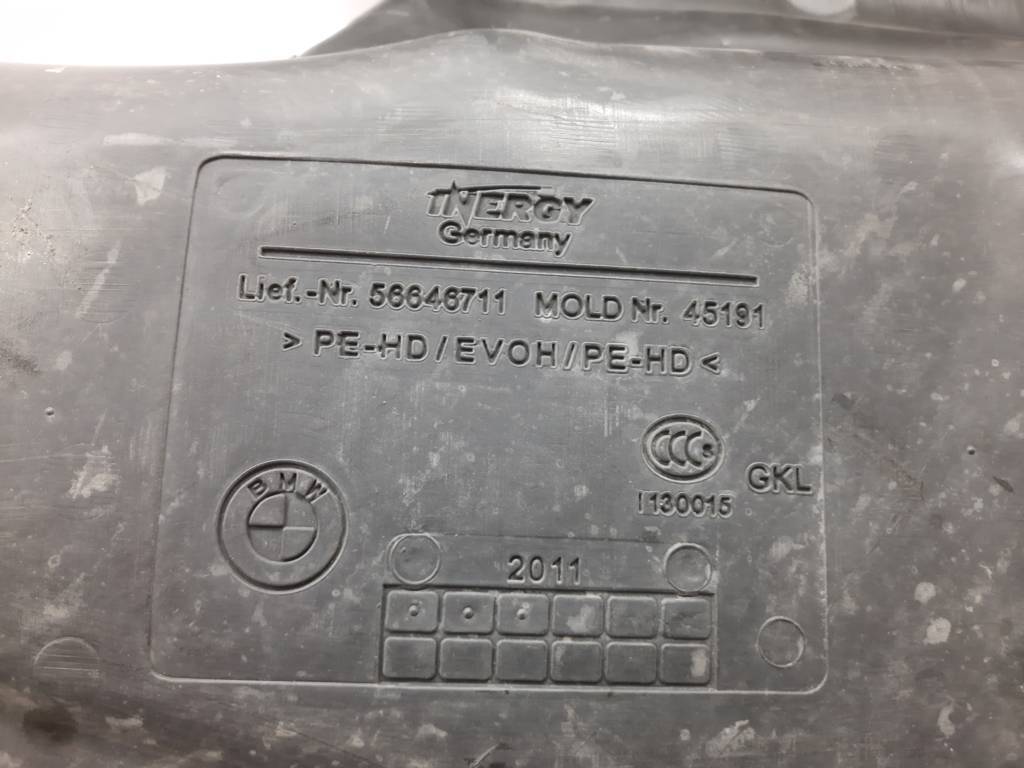 INERGY
Germany
Lief.-Nr. 56646711 MOLD Nr. 45191
> PE-HD/EVOH/PE-HD <
CCC S
GKL
I130015
BMW
2011